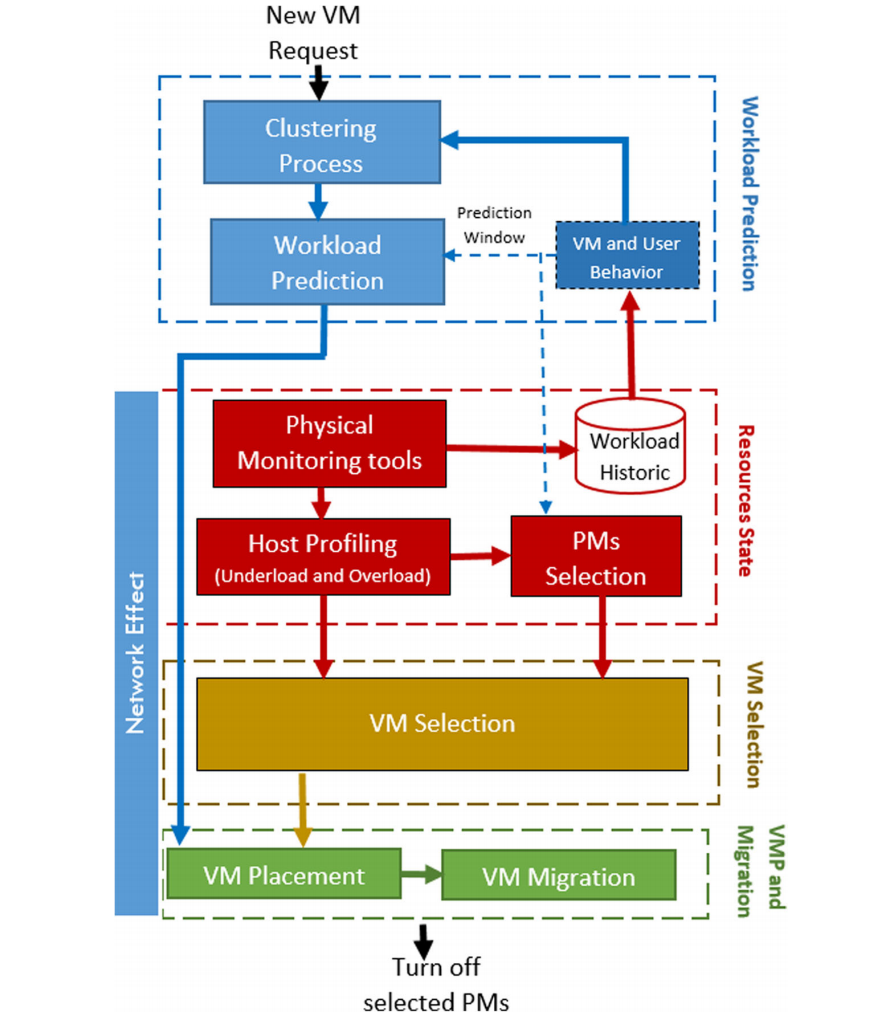 New VM
Request
Clustering
Process
Workload Prediction
Prediction
Window
Workload
Prediction
VM and User
Behavior
Physical
Monitoring tools
Workload
Historic
Resources State
Host Profiling
(Underload and Overload)
PMs
Selection
Network Effect
VM Selection
VM Selection
VM Placement
VM Migration
VMP and
Migration
Turn off
selected PMs